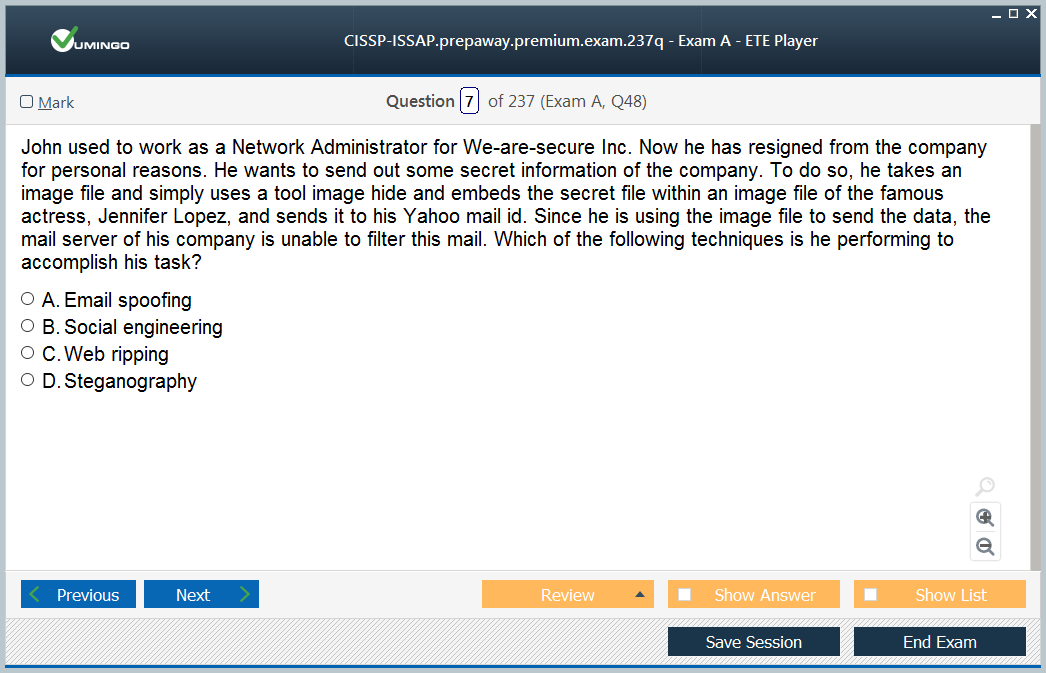 VUMINGO
CISSP-ISSAP.prepaway.premium.exam.237q - Exam A - ETE Player
Mark
Question 7 of 237 (Exam A, Q48)
John used to work as a Network Administrator for We-are-secure Inc. Now he has resigned from the company
for personal reasons. He wants to send out some secret information of the company. To do so, he takes an
image file and simply uses a tool image hide and embeds the secret file within an image file of the famous
actress, Jennifer Lopez, and sends it to his Yahoo mail id. Since he is using the image file to send the data, the
mail server of his company is unable to filter this mail. Which of the following techniques is he performing to
accomplish his task?
A. Email spoofing
B. Social engineering
C. Web ripping
D. Steganography
Previous Next Review Show Answer Show List
Save Session End Exam